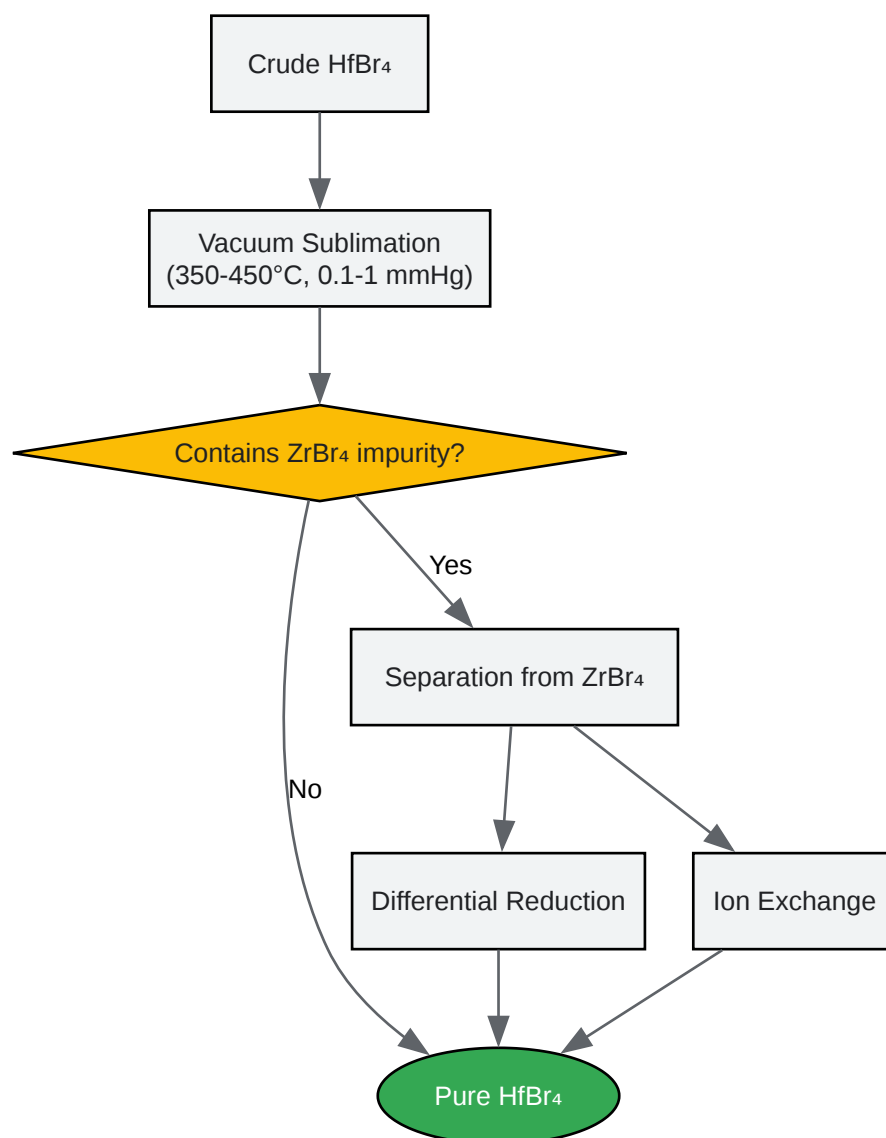 Crude HfBr₄
Vacuum Sublimation
(350-450°C, 0.1-1 mmHg)
Contains ZrBr₄ impurity?
Yes
Separation from ZrBr₄
No
Differential Reduction
Ion Exchange
Pure HfBr₄